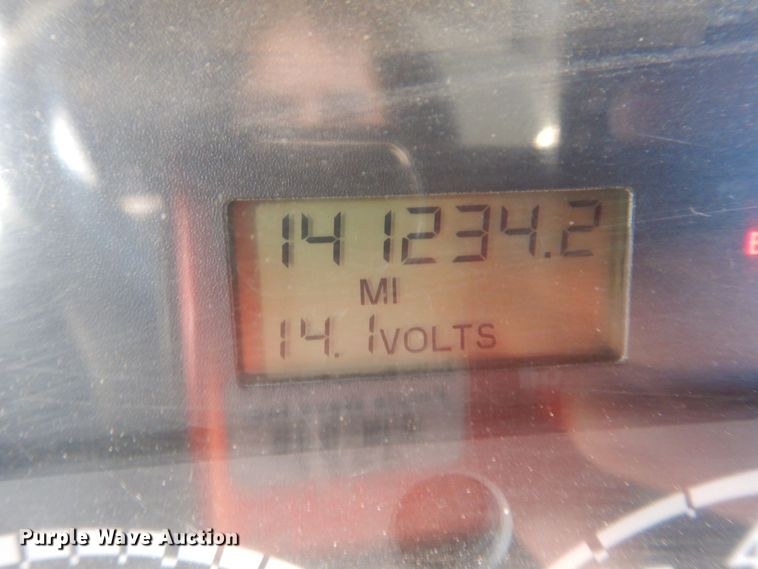 141234.2
MI
14.1VOLTS
Purple Wave Auction